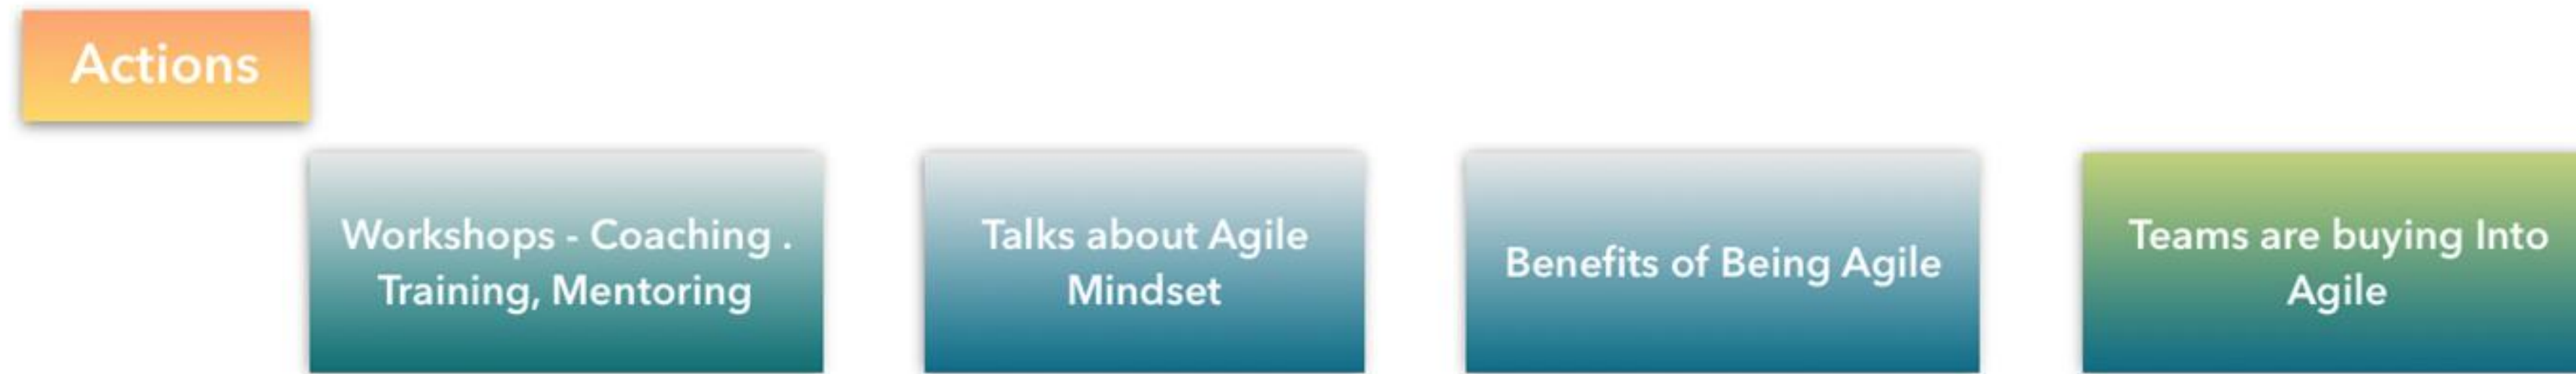 Actions
Workshops - Coaching .
Training, Mentoring
Talks about Agile
Mindset
Benefits of Being Agile
Teams are buying Into
Agile